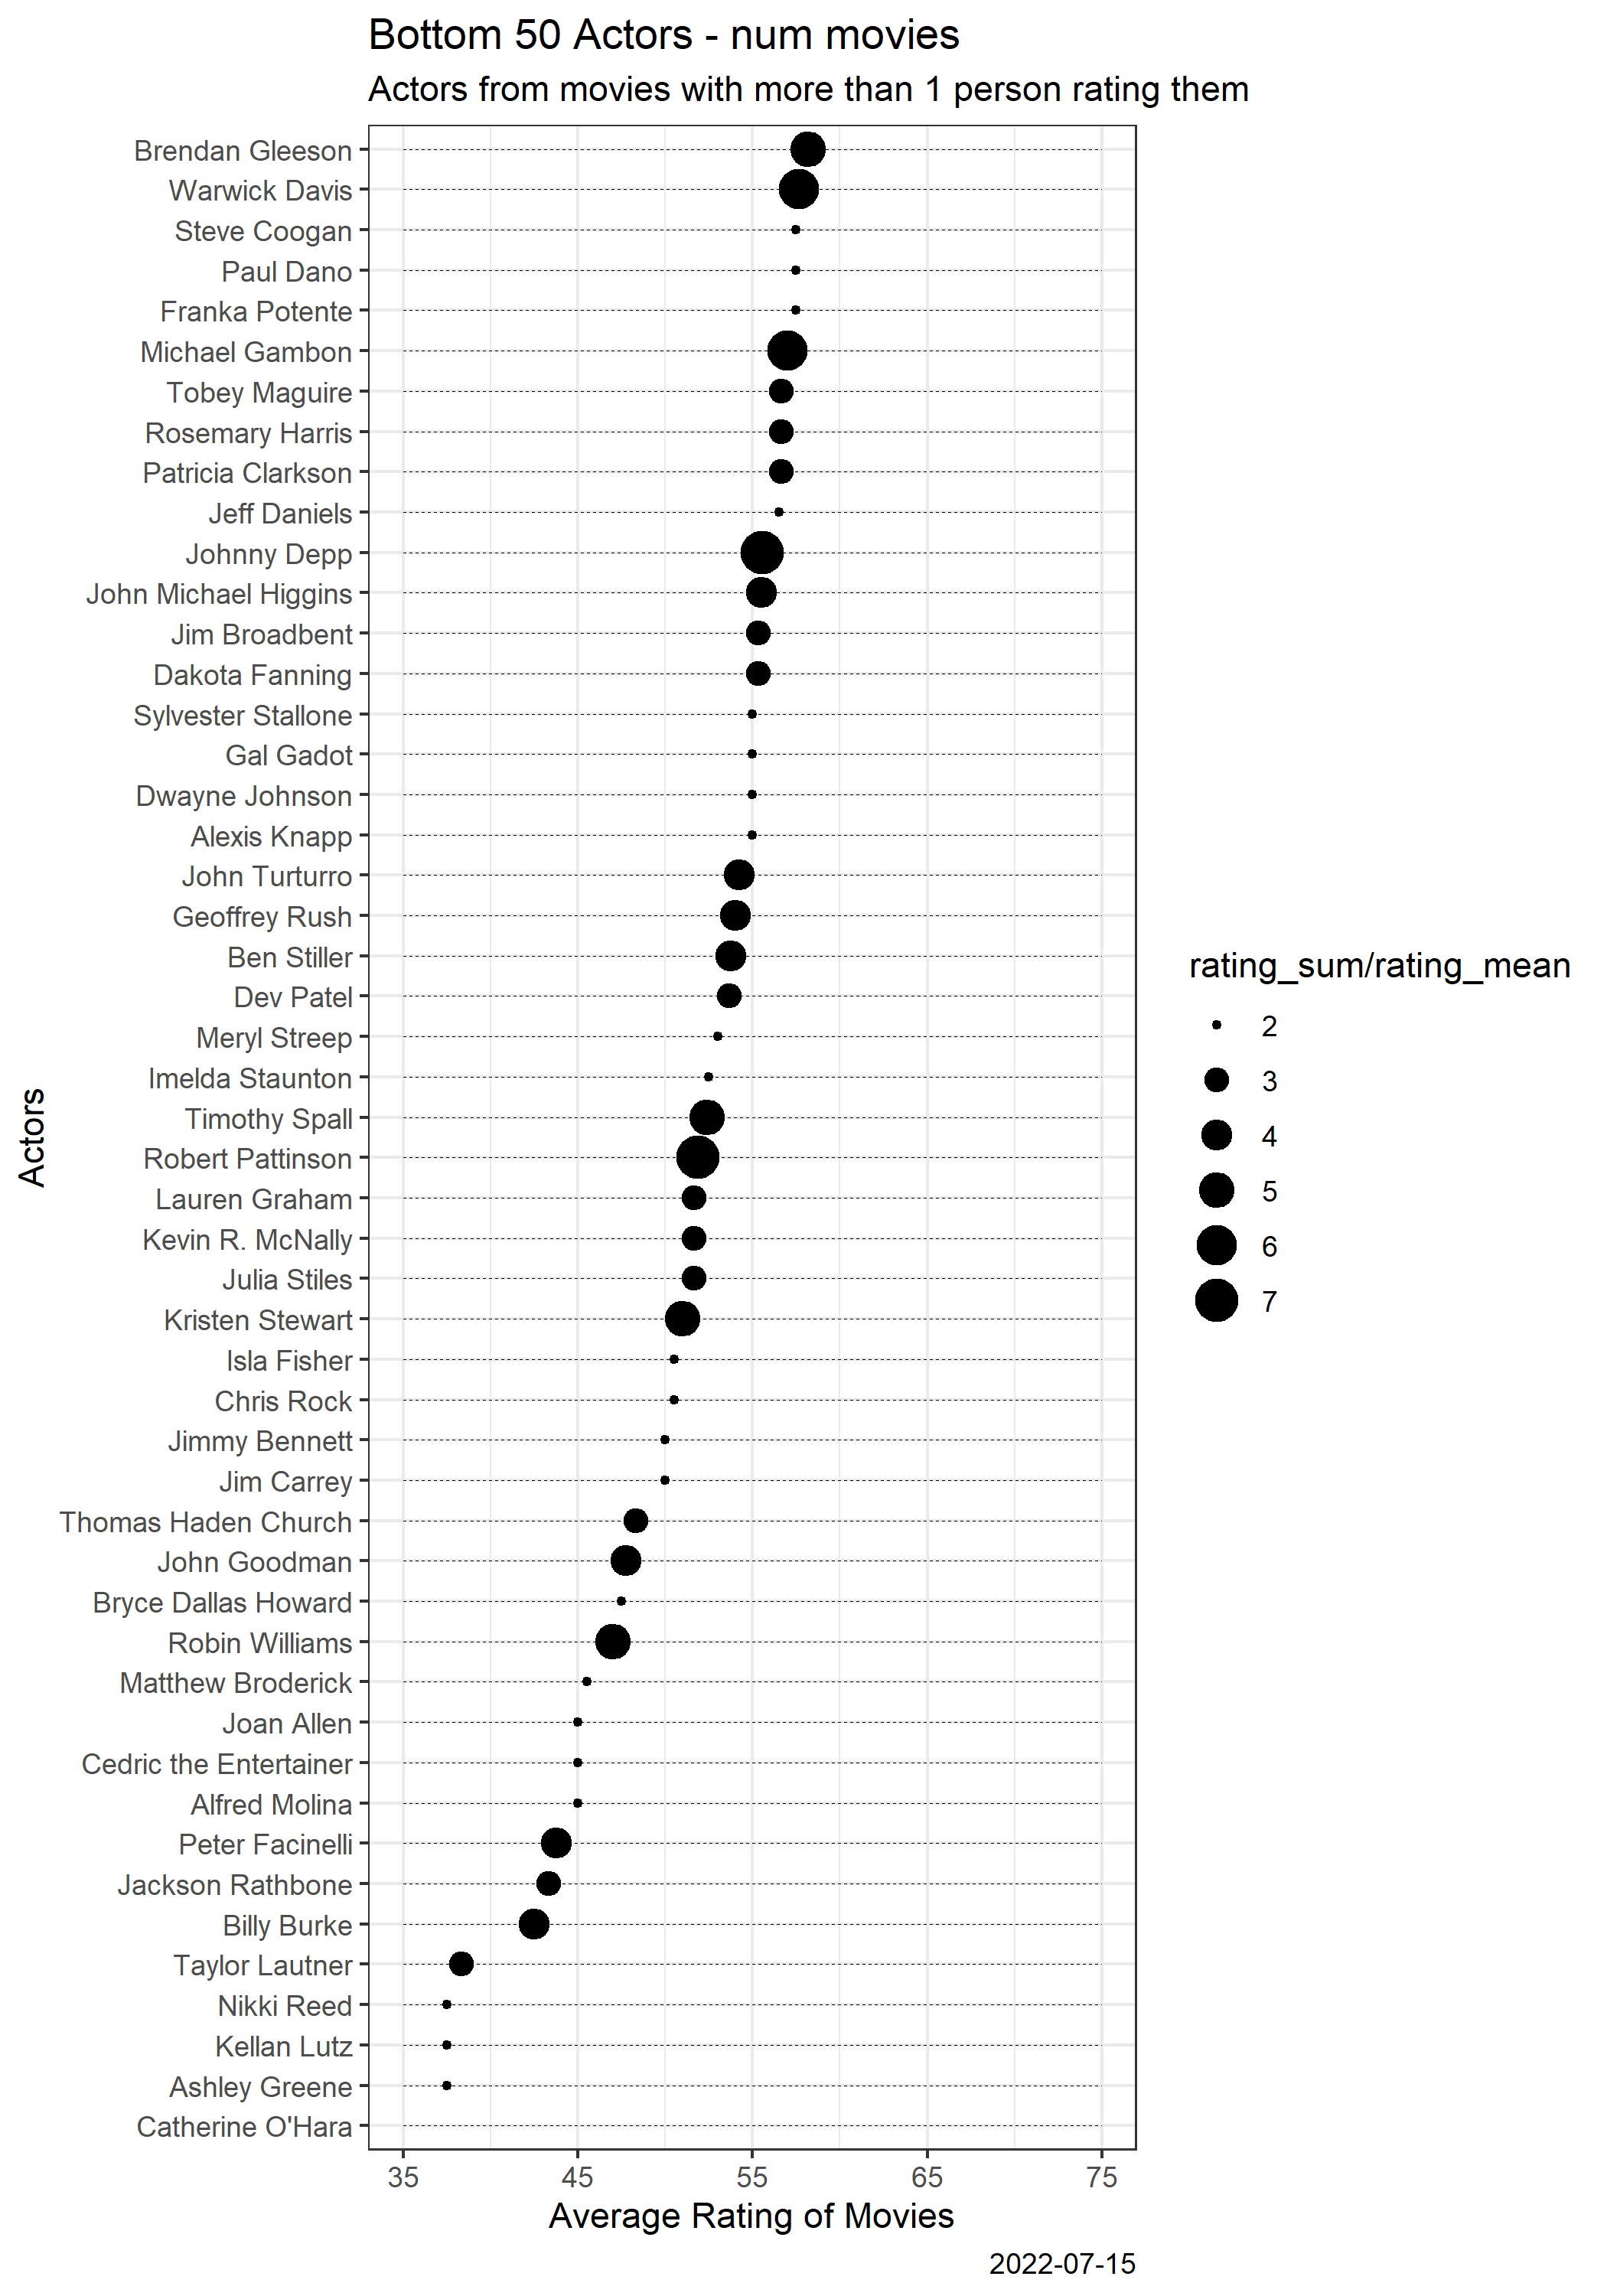 Bottom 50 Actors - num movies
Actors from movies with more than 1 person rating them
Brendan Gleeson
Warwick Davis
Steve Coogan
Paul Dano
Franka Potente
Michael Gambon
Tobey Maguire
Rosemary Harris
Patricia Clarkson
Jeff Daniels
Johnny Depp
John Michael Higgins
Jim Broadbent
Dakota Fanning
Sylvester Stallone
Gal Gadot
Dwayne Johnson
Alexis Knapp
John Turturro
Geoffrey Rush
Ben Stiller
Dev Patel
Meryl Streep
Imelda Staunton
Timothy Spall
Robert Pattinson
Lauren Graham
Kevin R. McNally
Julia Stiles
Kristen Stewart
Isla Fisher
Chris Rock
Jimmy Bennett
Jim Carrey
Thomas Haden Church
John Goodman
Bryce Dallas Howard
Robin Williams
Matthew Broderick
Joan Allen
Cedric the Entertainer
Alfred Molina
Peter Facinelli
Jackson Rathbone
Billy Burke
Taylor Lautner
Nikki Reed
Kellan Lutz
Ashley Greene
Catherine O'Hara
Actors
35 45 55 65 75
Average Rating of Movies
rating_sum/rating_mean
2
3
4
5
6
7
2022-07-15